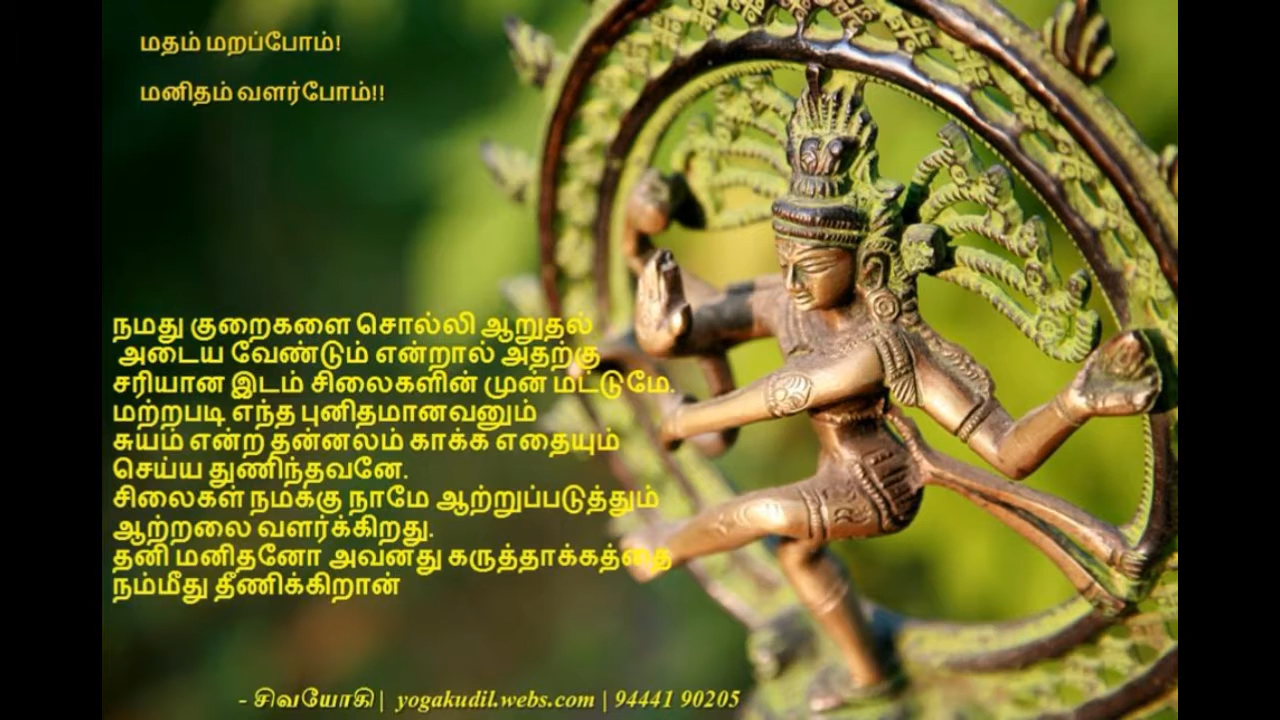 மதம் மறப்போம்!
மனிதம் வளர்போம்!!
நமது குறைகளை சொல்லி ஆறுதல்
அடைய வேண்டும் என்றால் அதற்கு
சரியான இடம் சிலைகளின் முன் மட்டுமே.
மற்றபடி எந்த புனிதமானவனும்
சுயம் என்ற தன்னலம் காக்க எதையும்
செய்ய துணிந்தவனே.
சிலைகள் நமக்கு நாமே ஆற்றுப்படுத்தும்
ஆற்றலை வளர்க்கிறது.
தனி மனிதனோ அவனது கருத்தாக்கத்தை
நம்மீது தீணிக்கிறான்
- சிவயோகி | yogakudil.webs.com | 94441 90205